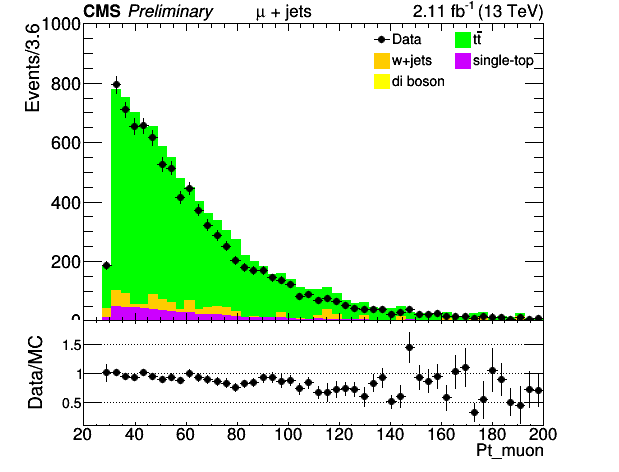 CMS Preliminary μ + jets 2.11 fb⁻¹ (13 TeV)
Events/3.6
1000
800
600
400
200
0
Data
tt̄
w+jets
single-top
di boson
Data/MC
1.5
1
0.5
20 40 60 80 100 120 140 160 180 200
Pt_muon